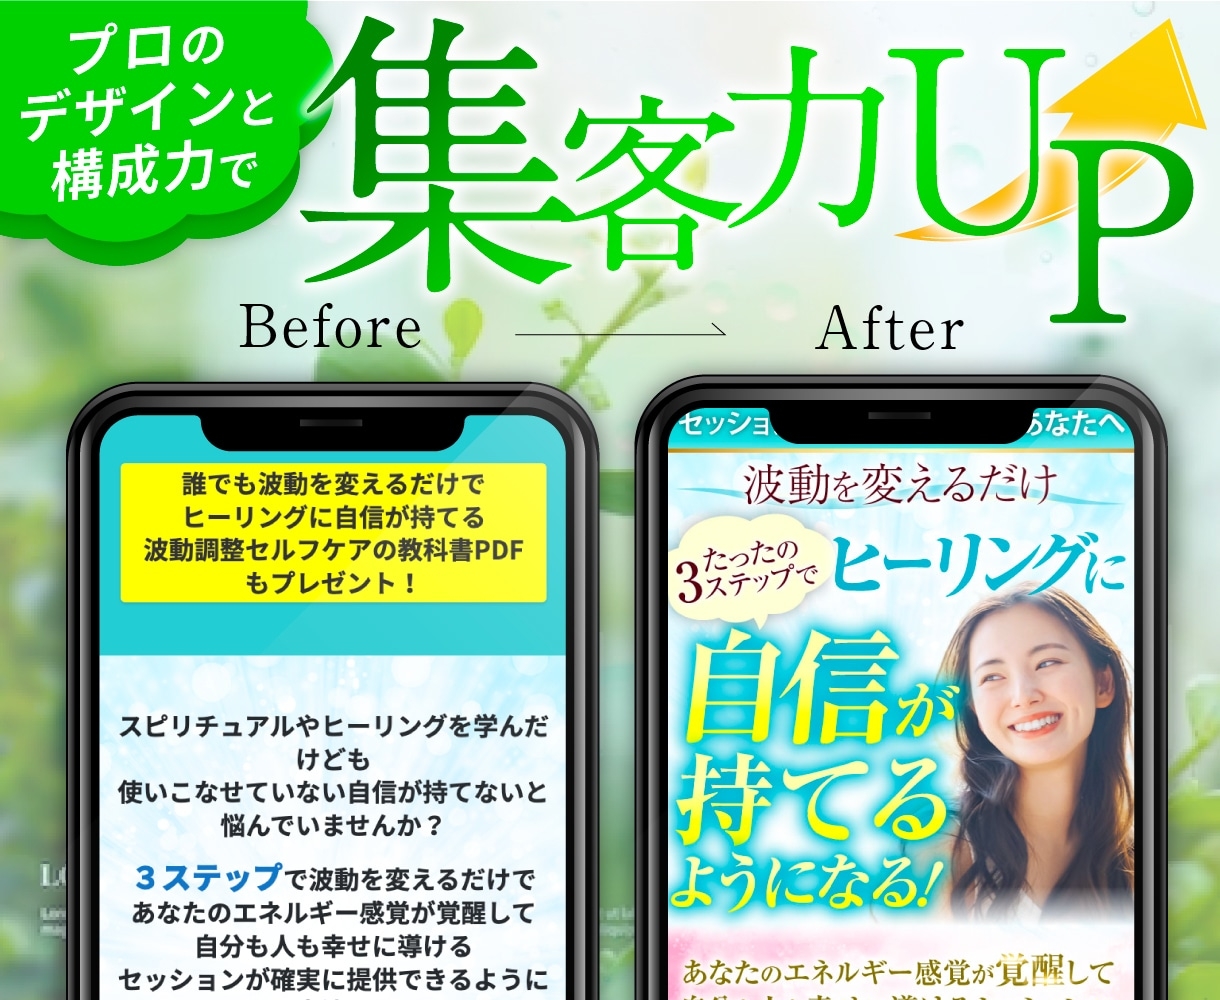 プロの
デザインと
構成力で
集客力UP
Before
After
誰でも波動を変えるだけで
ヒーリングに自信が持てる
波動調整セルフケアの教科書PDF
もプレゼント！
スピリチュアルやヒーリングを学んだ
けども
使いこなせていない自信が持てないと
悩んでいませんか？
３ステップで波動を変えるだけで
あなたのエネルギー感覚が覚醒して
自分も人も幸せに導ける
セッションが確実に提供できるように
セッショ
あなたへ
波動を変えるだけ
たったの
3ステップで
ヒーリングに
自信が
持てる
ようになる!
あなたのエネルギー感覚が覚醒して